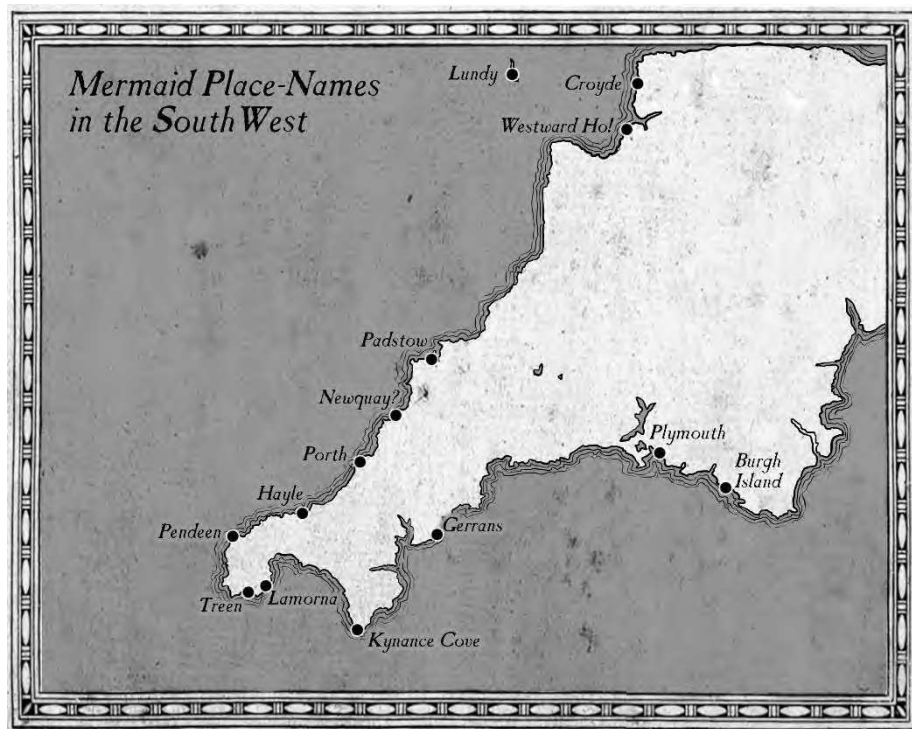 Mermaid Place-Names
in the South West
Lundy
Croyde
Westward Ho!
Padstow
Newquay?
Porth
Plymouth
Burgh
Island
Hayle
Pendeen
Gerrans
Treen
Lamorna
Kynance Cove